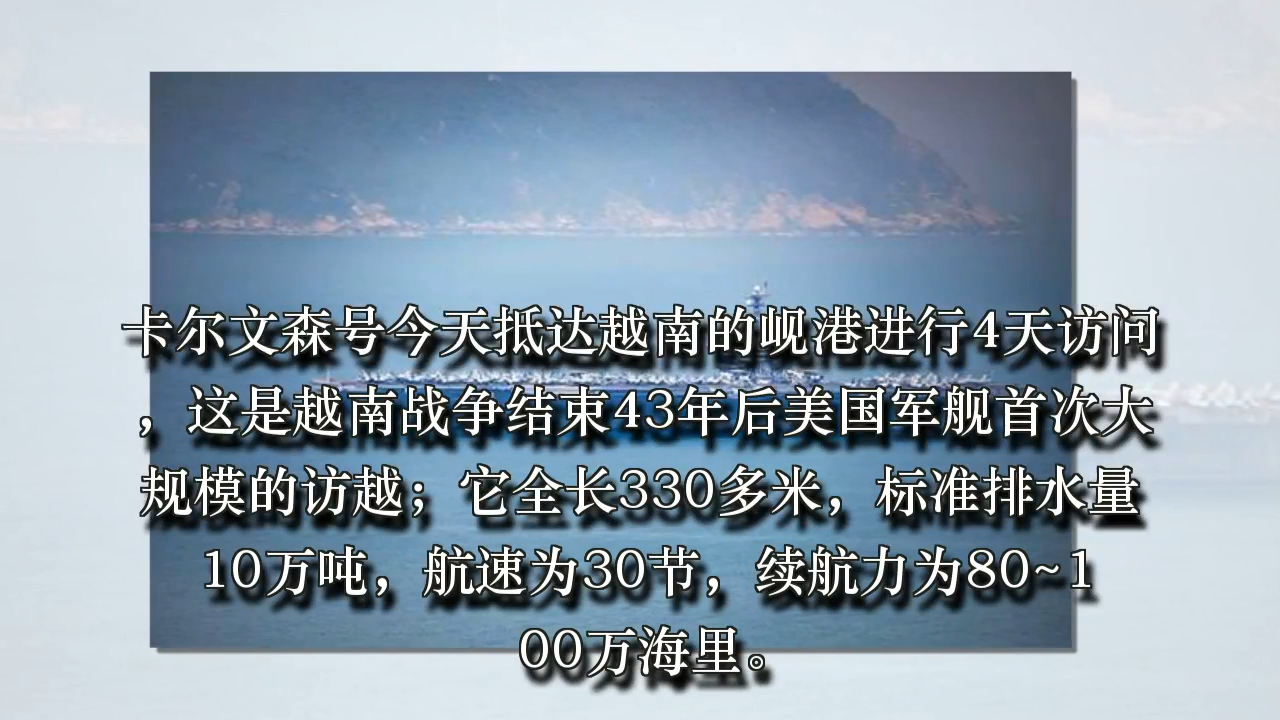 卡尔文森号今天抵达越南的岘港进行4天访问
，这是越南战争结束43年后美国军舰首次大
规模的访越；它全长330多米，标准排水量
10万吨，航速为30节，续航力为80~1
00万海里。